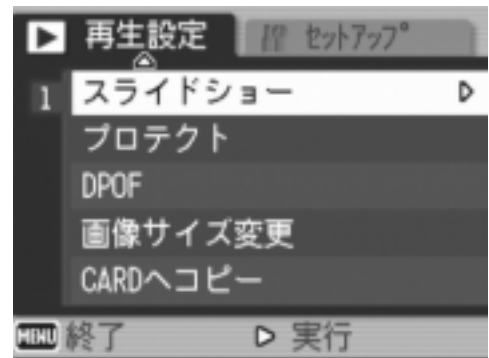 再生設定 セットアップ
1 スライドショー
プロテクト
DPOF
画像サイズ変更
CARDへコピー
MENU 終了 実行